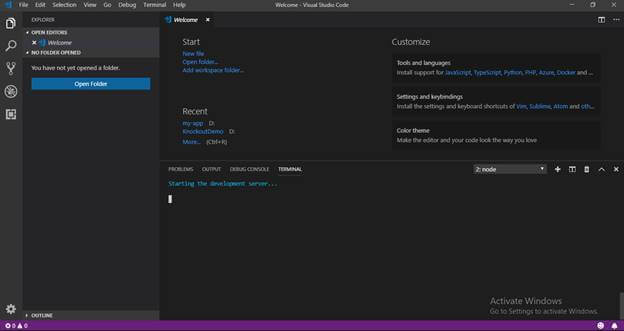 File Edit Selection View Go Debug Terminal Help
Welcome - Visual Studio Code
EXPLORER
OPEN EDITORS
Welcome
NO FOLDER OPENED
You have not yet opened a folder.
Open Folder
OUTLINE
Welcome
Start
New file
Open folder...
Add workspace folder...
Recent
my-app D:
KnockoutDemo D:
More... (Ctrl+R)
Customize
Tools and languages
Install support for JavaScript, TypeScript, Python, PHP, Azure, Docker and ...
Settings and keybindings
Install the settings and keyboard shortcuts of Vim, Sublime, Atom and oth...
Color theme
Make the editor and your code look the way you love
PROBLEMS OUTPUT DEBUG CONSOLE TERMINAL
2: node
Starting the development server...
Activate Windows
Go to Settings to activate Windows.
0 0